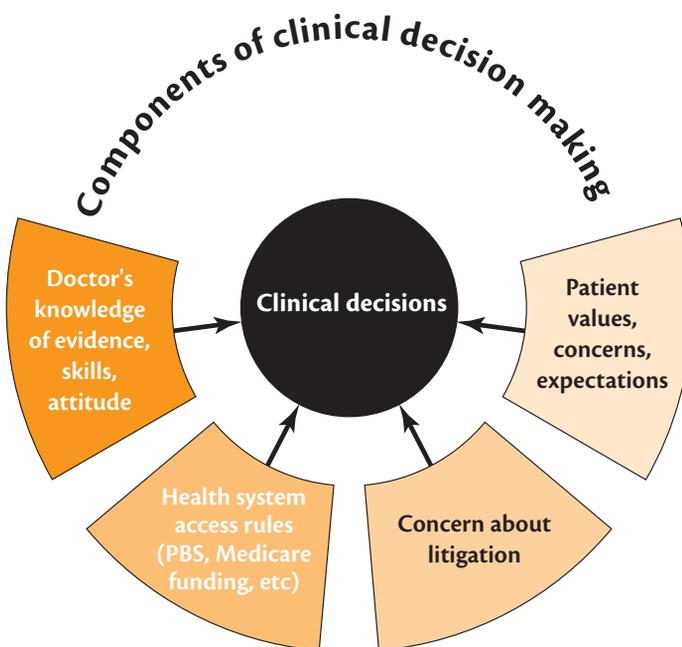 Components of clinical decision making
Clinical decisions
Doctor's
knowledge
of evidence,
skills,
attitude
Health system
access rules
(PBS, Medicare
funding, etc)
Concern about
litigation
Patient
values,
concerns,
expectations